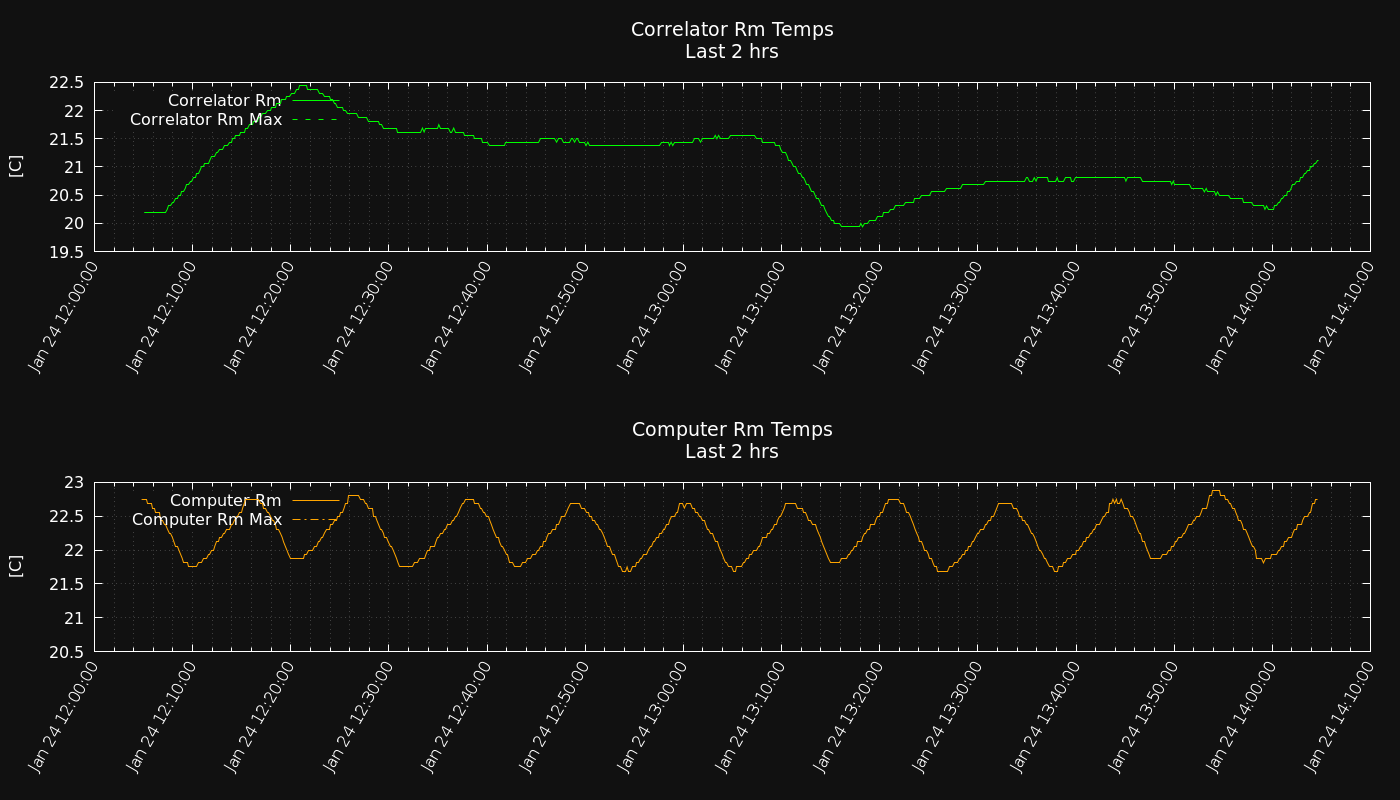 Correlator Rm Temps
Last 2 hrs
22.5
22
21.5
21
20.5
20
19.5
[C]
Correlator Rm
Correlator Rm Max
Jan 24 12:00:00
Jan 24 12:10:00
Jan 24 12:20:00
Jan 24 12:30:00
Jan 24 12:40:00
Jan 24 12:50:00
Jan 24 13:00:00
Jan 24 13:10:00
Jan 24 13:20:00
Jan 24 13:30:00
Jan 24 13:40:00
Jan 24 13:50:00
Jan 24 14:00:00
Jan 24 14:10:00
Computer Rm Temps
Last 2 hrs
23
22.5
22
21.5
21
20.5
[C]
Computer Rm
Computer Rm Max
Jan 24 12:00:00
Jan 24 12:10:00
Jan 24 12:20:00
Jan 24 12:30:00
Jan 24 12:40:00
Jan 24 12:50:00
Jan 24 13:00:00
Jan 24 13:10:00
Jan 24 13:20:00
Jan 24 13:30:00
Jan 24 13:40:00
Jan 24 13:50:00
Jan 24 14:00:00
Jan 24 14:10:00